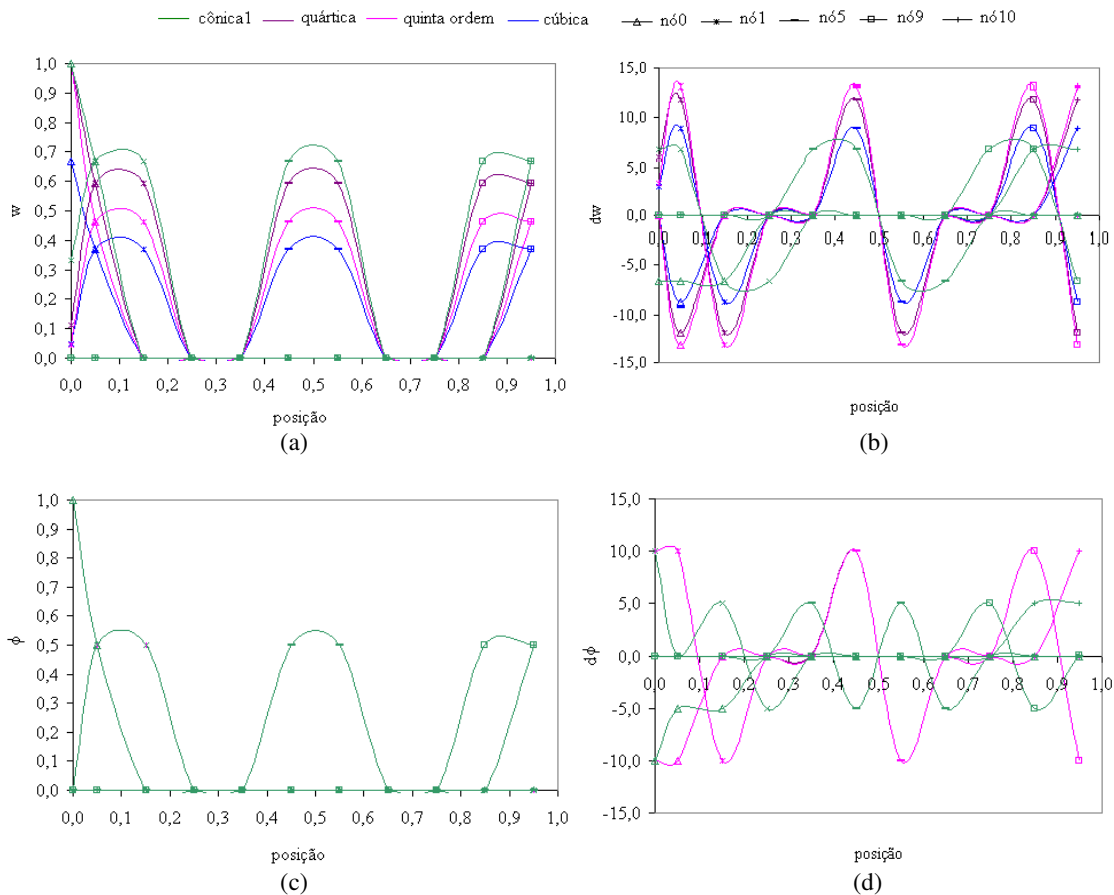 cônica1 quártica quinta ordem cúbica nó0 nó1 nó5 nó9 nó10
w
1,0
0,9
0,8
0,7
0,6
0,5
0,4
0,3
0,2
0,1
0,0
0,0 0,1 0,2 0,3 0,4 0,5 0,6 0,7 0,8 0,9 1,0
posição
(a)
dw
15,0
10,0
5,0
0,0
-5,0
-10,0
-15,0
0,0 0,1 0,2 0,3 0,4 0,5 0,6 0,7 0,8 0,9 1,0
posição
(b)
ϕ
1,0
0,9
0,8
0,7
0,6
0,5
0,4
0,3
0,2
0,1
0,0
0,0 0,1 0,2 0,3 0,4 0,5 0,6 0,7 0,8 0,9 1,0
posição
(c)
dϕ
15,0
10,0
5,0
0,0
-5,0
-10,0
-15,0
0,0 0,1 0,2 0,3 0,4 0,5 0,6 0,7 0,8 0,9 1,0
posição
(d)